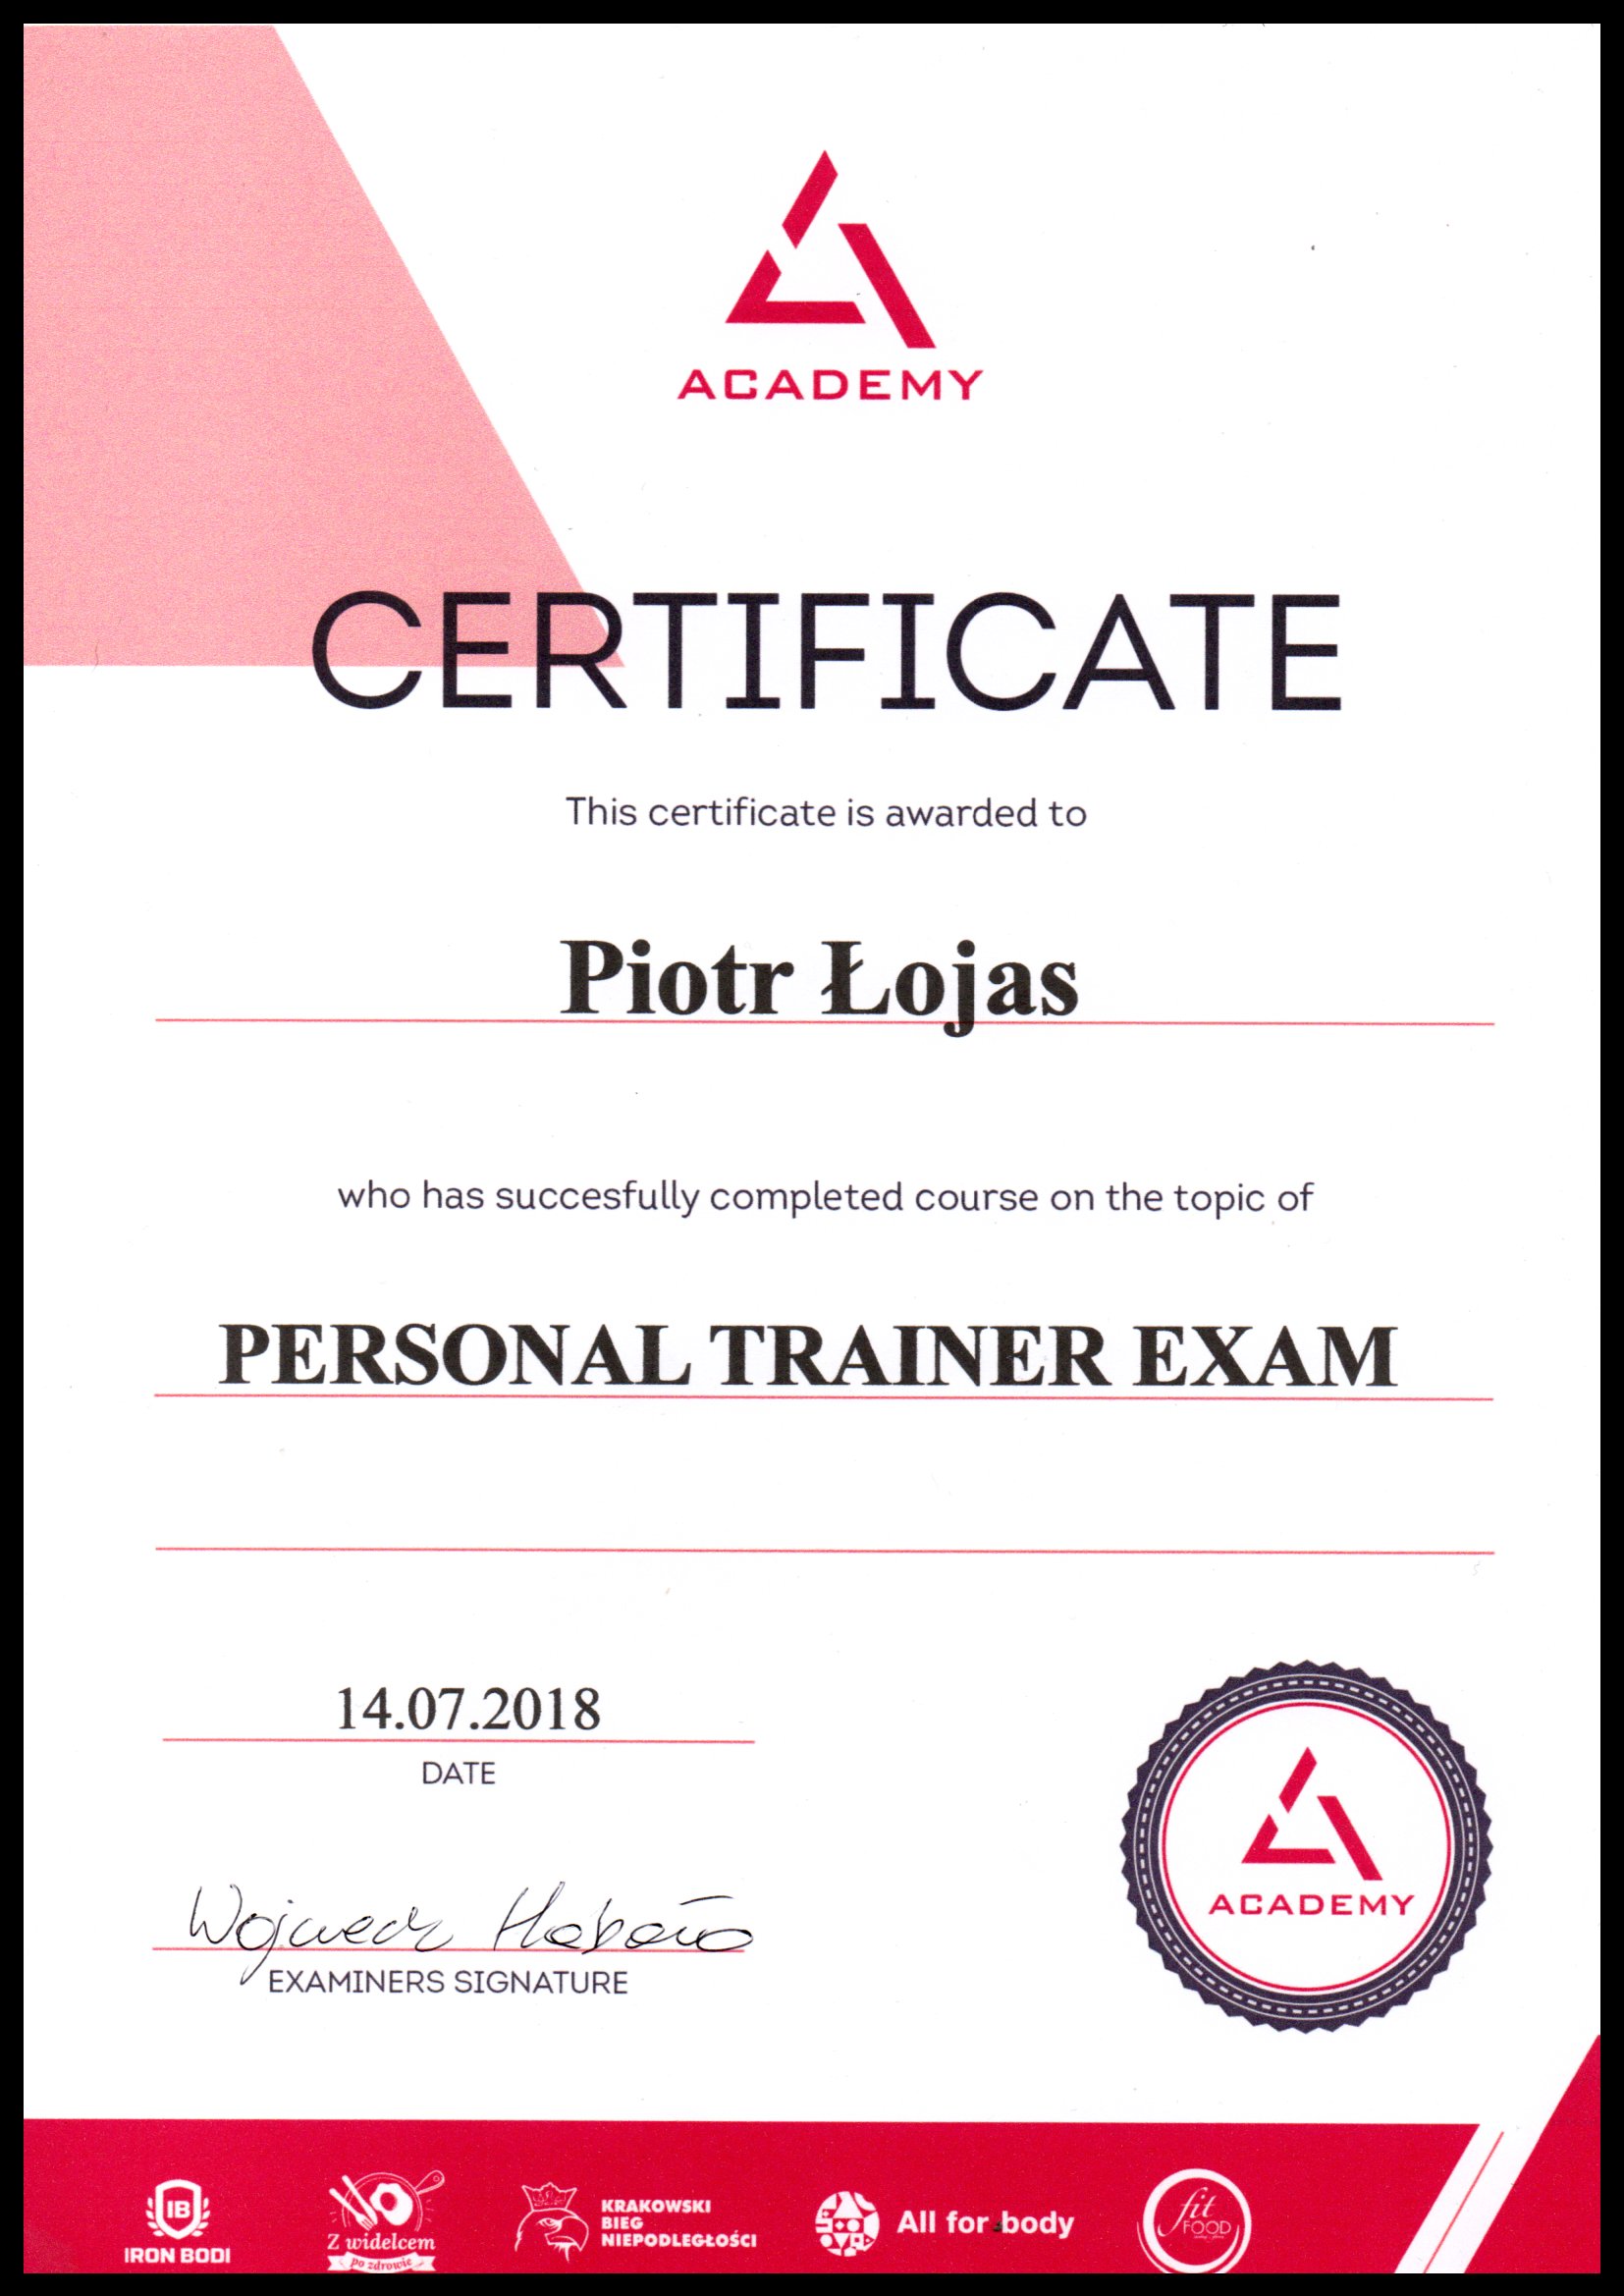 ACADEMY
CERTIFICATE
This certificate is awarded to
Piotr Łojas
who has succesfully completed course on the topic of
PERSONAL TRAINER EXAM
14.07.2018
DATE
Wojciech
EXAMINERS SIGNATURE
ACADEMY
IB
IRON BODI
Z widelcem
po zdrowie
KRAKOWSKI
BIEG
NIEPODLEGŁOŚCI
All for body
fit
FOOD